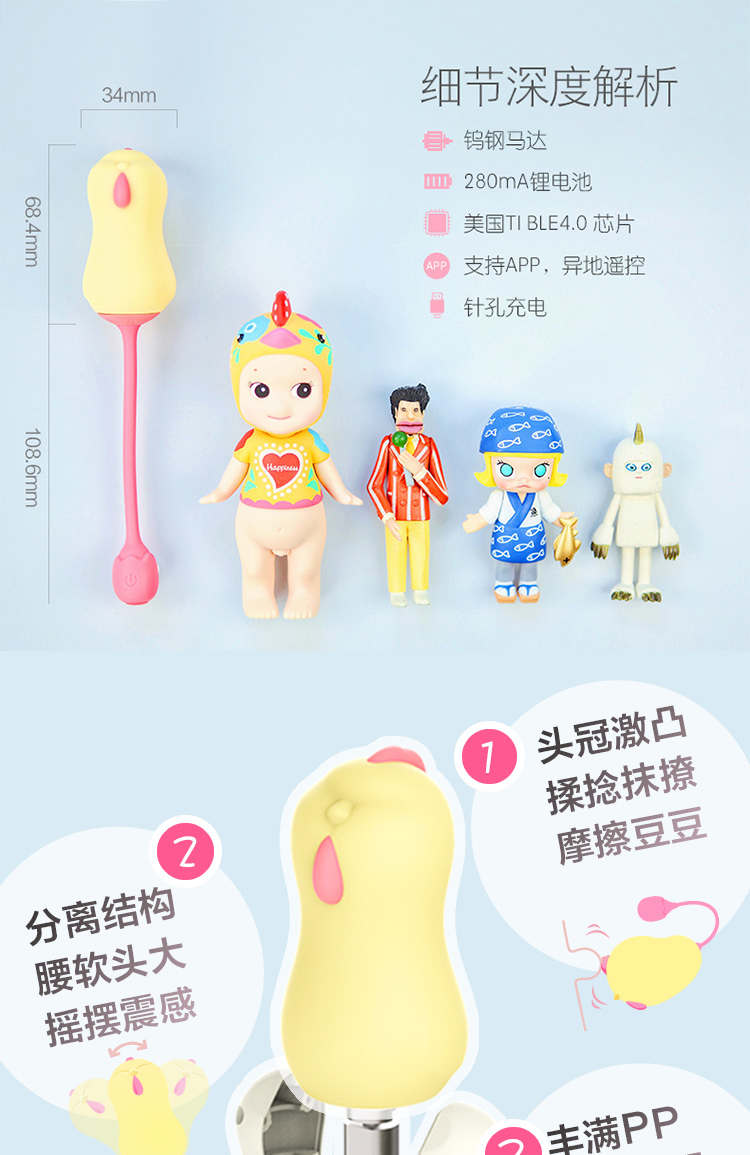 细节深度解析
34mm
钨钢马达
280mA锂电池
美国TI BLE4.0 芯片
APP
支持APP，异地遥控
针孔充电
68.4mm
108.6mm
Happiness
1
头冠激凸
揉捻抹撩
摩擦豆豆
2
分离结构
腰软头大
摇摆震感
3
丰满PP